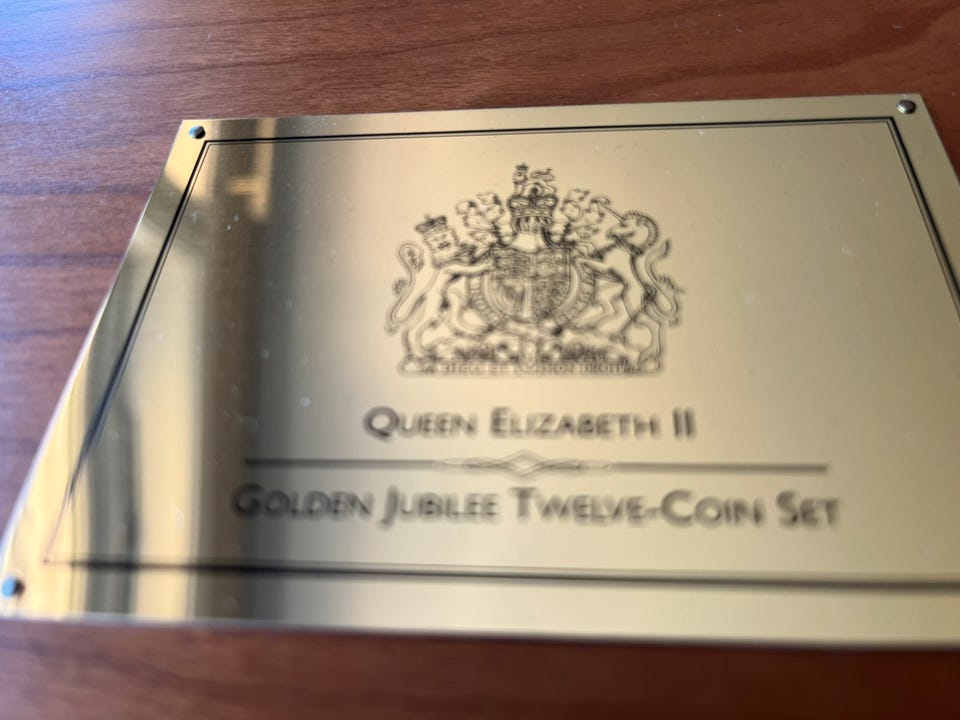 QUEEN ELIZABETH II
GOLDEN JUBILEE TWELVE-COIN SET